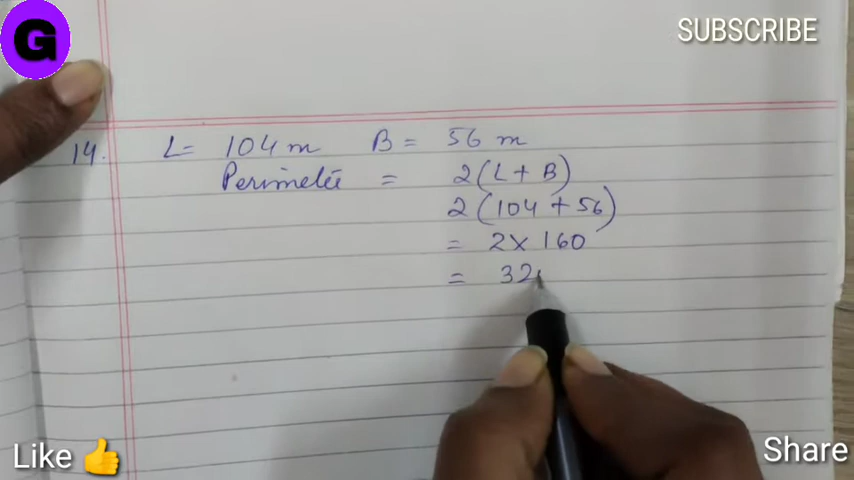 G
SUBSCRIBE
14. L= 104 m B = 56 m
Perimeter = 2(L + B)
2(104 + 56)
= 2 x 160
= 32
Like 👍
Share